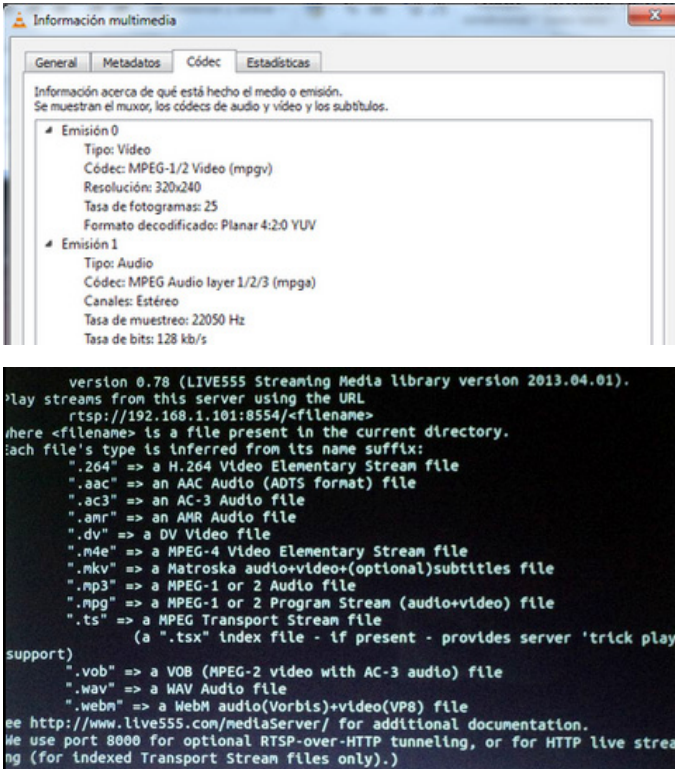 Información multimedia
General Metadatos Códec Estadísticas
Información acerca de qué está hecho el medio o emisión.
Se muestran el muxor, los códecs de audio y vídeo y los subtítulos.
Emisión 0
Tipo: Vídeo
Códec: MPEG-1/2 Video (mpgv)
Resolución: 320x240
Tasa de fotogramas: 25
Formato decodificado: Planar 4:2:0 YUV
Emisión 1
Tipo: Audio
Códec: MPEG Audio layer 1/2/3 (mpga)
Canales: Estéreo
Tasa de muestreo: 22050 Hz
Tasa de bits: 128 kb/s
version 0.78 (LIVE555 Streaming Media library version 2013.04.01).
lay streams from this server using the URL
rtsp://192.168.1.101:8554/<filename>
here <filename> is a file present in the current directory.
ach file's type is inferred from its name suffix:
".264" => a H.264 Video Elementary Stream file
".aac" => an AAC Audio (ADTS format) file
".ac3" => an AC-3 Audio file
".amr" => an AMR Audio file
".dv" => a DV Video file
".m4e" => a MPEG-4 Video Elementary Stream file
".mkv" => a Matroska audio+video+(optional)subtitles file
".mp3" => a MPEG-1 or 2 Audio file
".mpg" => a MPEG-1 or 2 Program Stream (audio+video) file
".ts" => a MPEG Transport Stream file
(a ".tsx" index file - if present - provides server 'trick play
support)
".vob" => a VOB (MPEG-2 video with AC-3 audio) file
".wav" => a WAV Audio file
".webm" => a WebM audio(Vorbis)+video(VP8) file
ee http://www.live555.com/mediaServer/ for additional documentation.
We use port 8000 for optional RTSP-over-HTTP tunneling, or for HTTP live strea
ng (for indexed Transport Stream files only).)